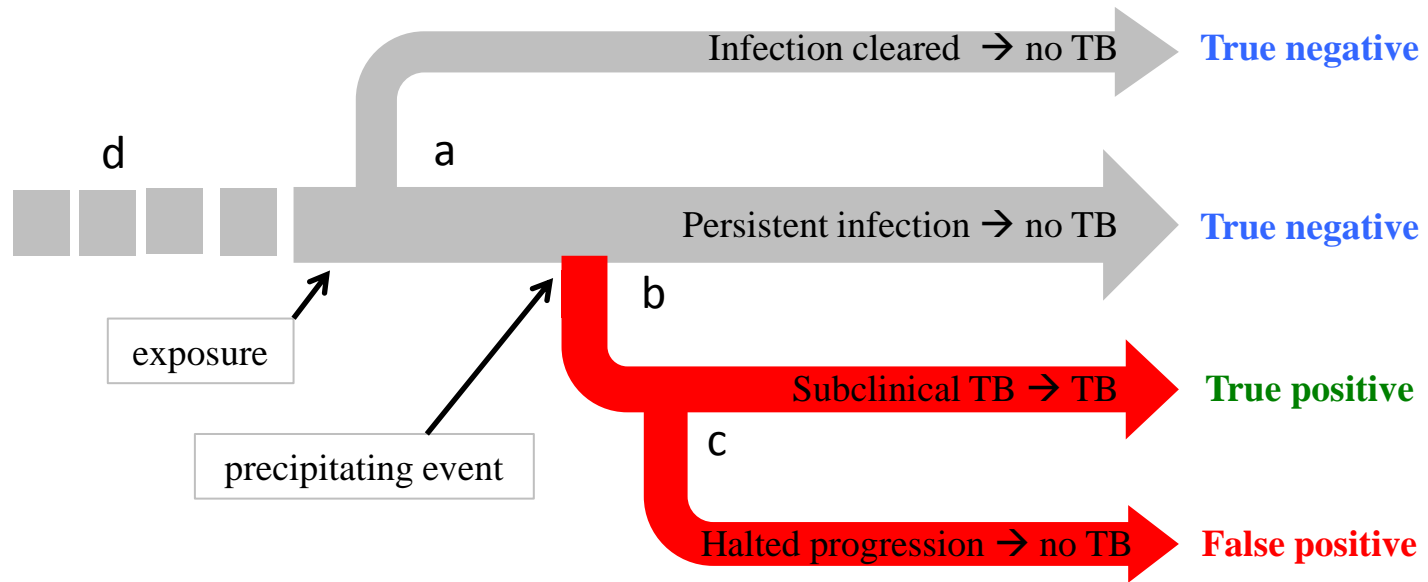 Infection cleared → no TB True negative
d
a
Persistent infection → no TB True negative
b
exposure
Subclinical TB → TB True positive
c
precipitating event
Halted progression → no TB False positive